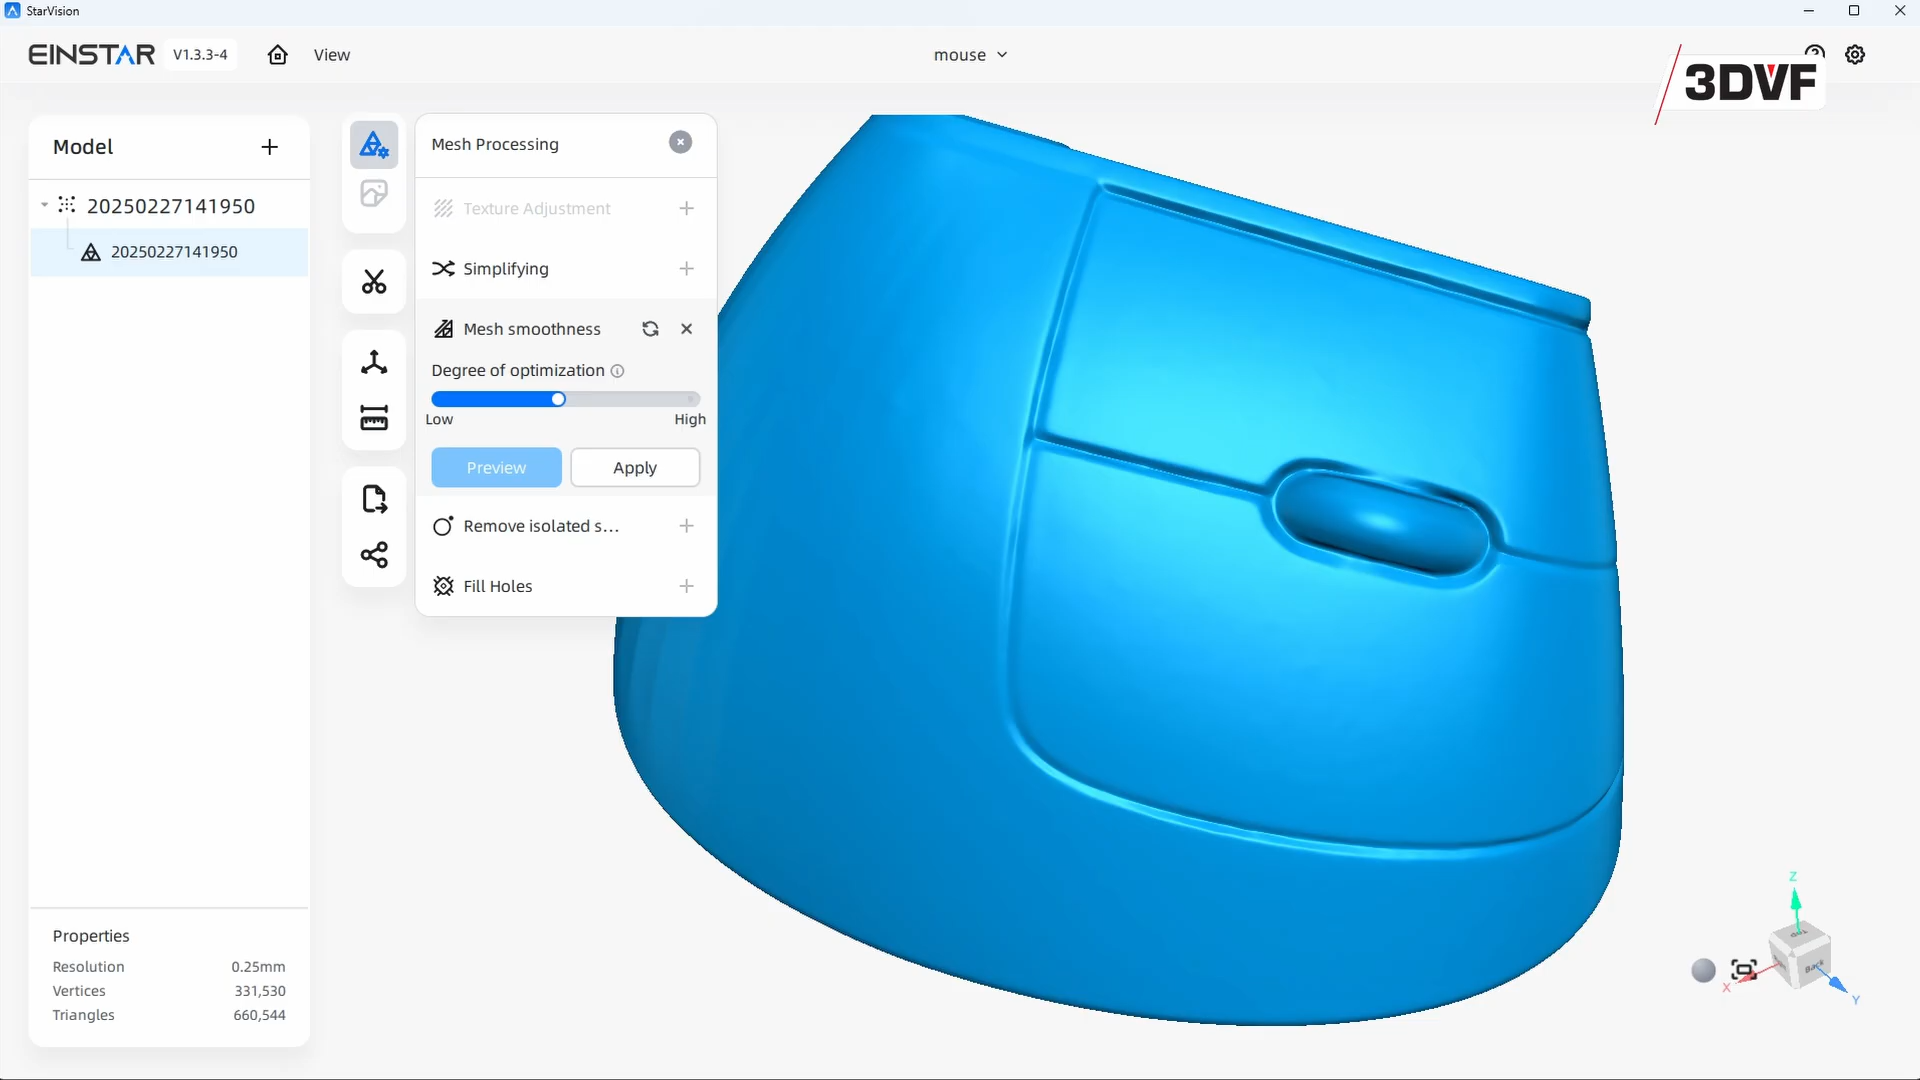 StarVision
EINSTAR V1.3.3-4 View mouse
3DVF
Model
20250227141950
20250227141950
Mesh Processing
Texture Adjustment
Simplifying
Mesh smoothness
Degree of optimization
Low High
Preview Apply
Remove isolated s...
Fill Holes
Properties
Resolution 0.25mm
Vertices 331,530
Triangles 660,544
Z
Top
Back
X
Y